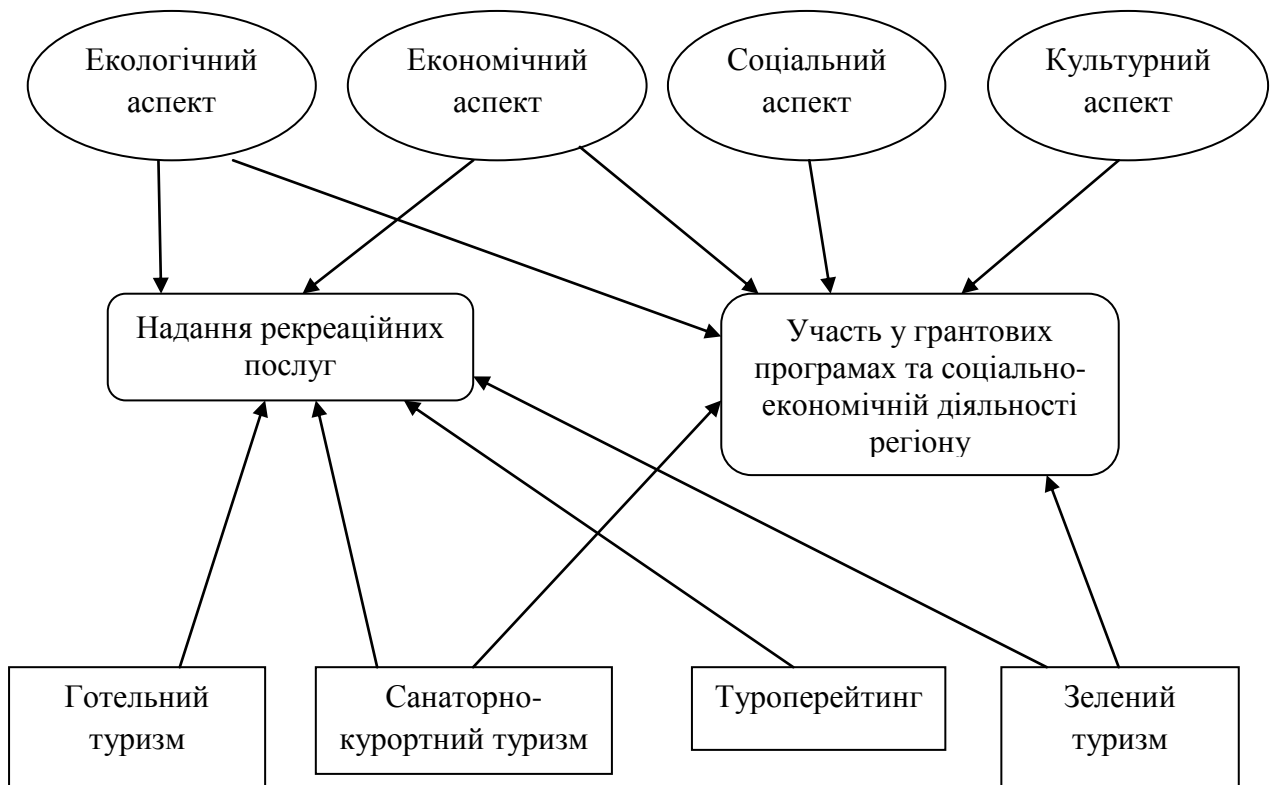 Екологічний
аспект
Економічний
аспект
Соціальний
аспект
Культурний
аспект
Надання рекреаційних
послуг
Участь у грантових
програмах та соціально-
економічній діяльності
регіону
Готельний
туризм
Санаторно-
курортний туризм
Туроперейтинг
Зелений
туризм